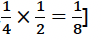 1/4 × 1/2 = 1/8]